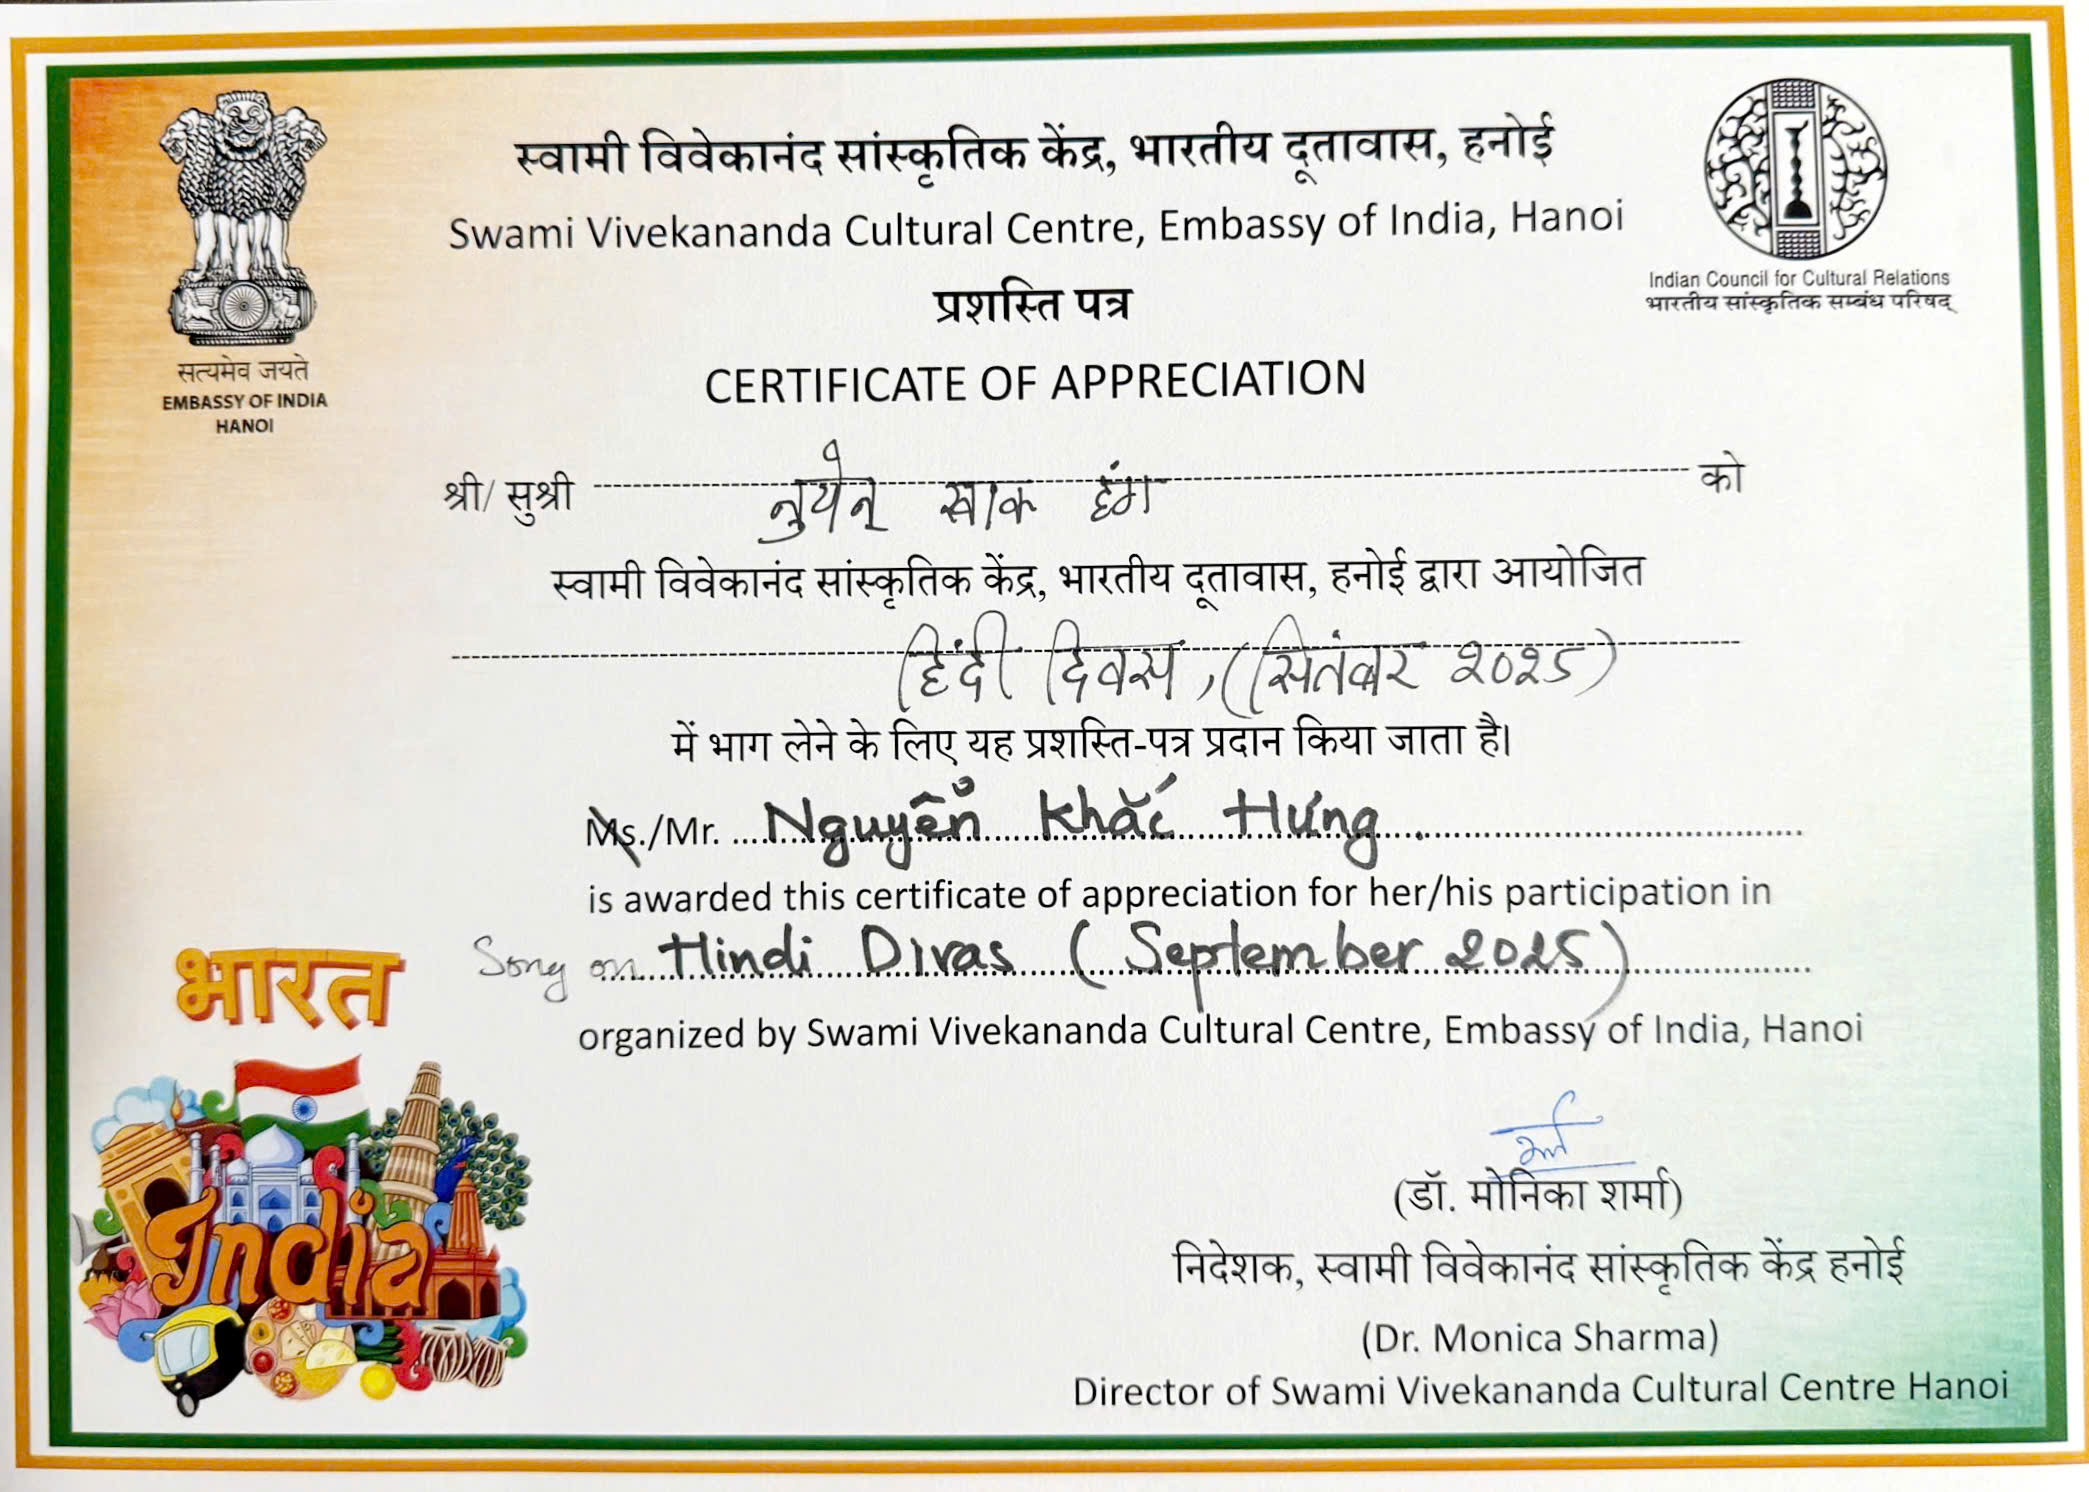 स्वामी विवेकानंद सांस्कृतिक केंद्र, भारतीय दूतावास, हनोई
Swami Vivekananda Cultural Centre, Embassy of India, Hanoi
Indian Council for Cultural Relations
भारतीय सांस्कृतिक सम्बंध परिषद्
प्रशस्ति पत्र
सत्यमेव जयते
EMBASSY OF INDIA
HANOI
CERTIFICATE OF APPRECIATION
श्री/ सुश्री नुयेन् खाक हंग को
स्वामी विवेकानंद सांस्कृतिक केंद्र, भारतीय दूतावास, हनोई द्वारा आयोजित
हिंदी दिवस, (सितंबर २०२५)
में भाग लेने के लिए यह प्रशस्ति-पत्र प्रदान किया जाता है।
Ms./Mr. Nguyễn Khắc Hưng
is awarded this certificate of appreciation for her/his participation in
Song on Hindi Divas (September 2025)
organized by Swami Vivekananda Cultural Centre, Embassy of India, Hanoi
भारत
India
(डॉ. मोनिका शर्मा)
निदेशक, स्वामी विवेकानंद सांस्कृतिक केंद्र हनोई
(Dr. Monica Sharma)
Director of Swami Vivekananda Cultural Centre Hanoi